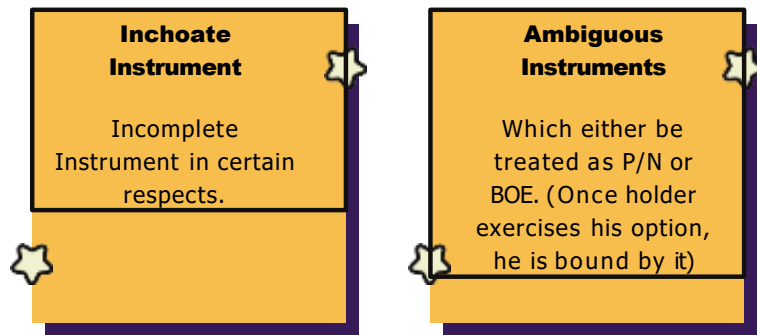 Inchoate
Instrument
Incomplete
Instrument in certain
respects.
Ambiguous
Instruments
Which either be
treated as P/N or
BOE. (Once holder
exercises his option,
he is bound by it)